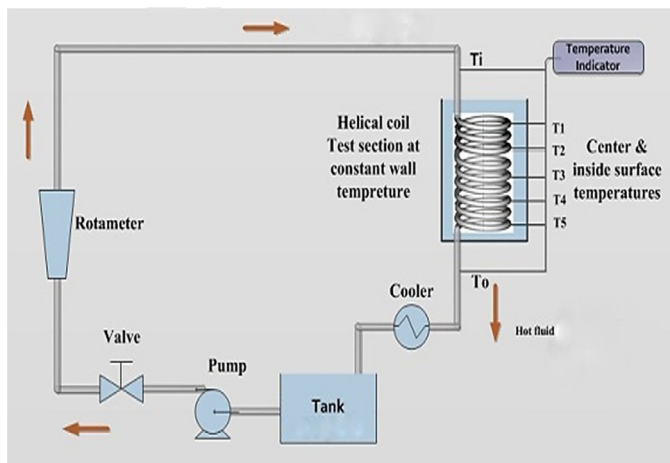 Ti
Temperature
Indicator
Helical coil
Test section at
constant wall
tempreture
T1
T2
T3
T4
T5
Center &
inside surface
temperatures
Rotameter
To
Cooler
Hot fluid
Valve
Pump
Tank